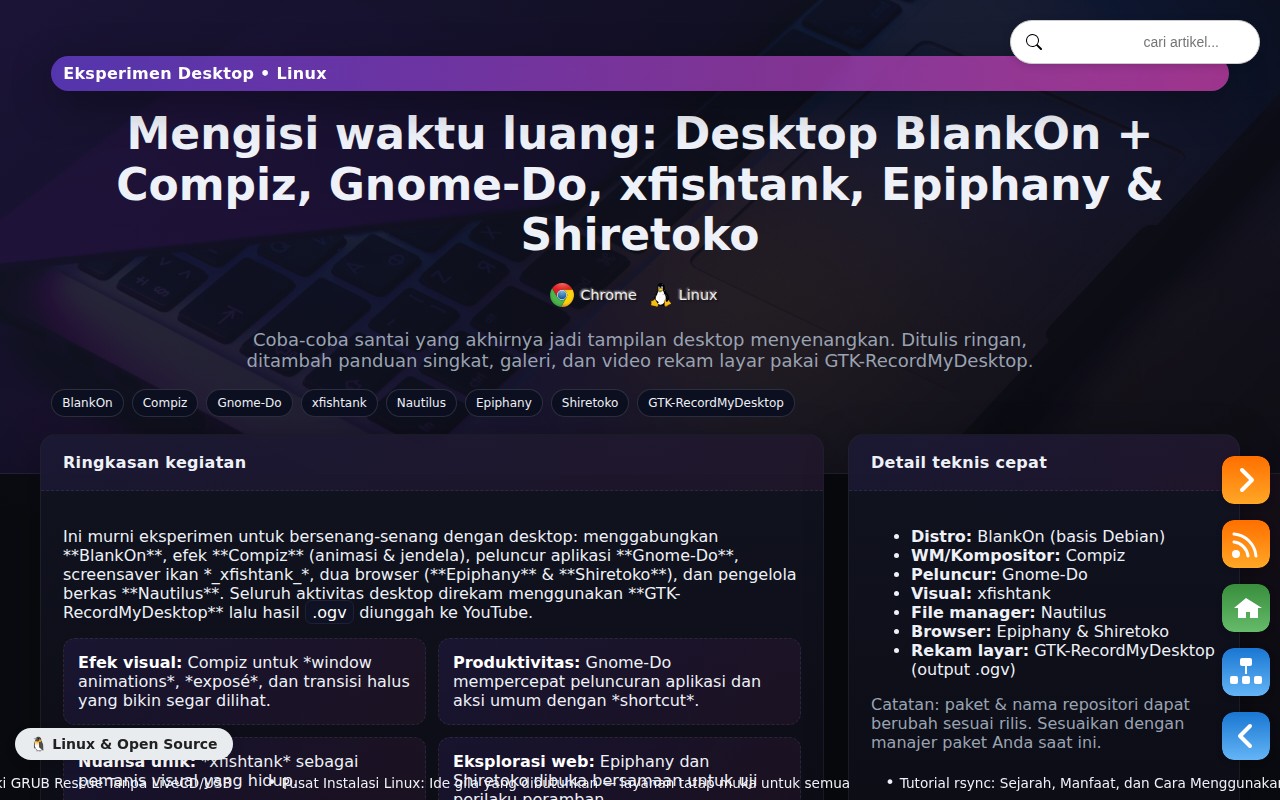 cari artikel...
Eksperimen Desktop • Linux
Mengisi waktu luang: Desktop BlankOn +
Compiz, Gnome-Do, xfishtank, Epiphany &
Shiretoko
Chrome Linux
Coba-coba santai yang akhirnya jadi tampilan desktop menyenangkan. Ditulis ringan,
ditambah panduan singkat, galeri, dan video rekam layar pakai GTK-RecordMyDesktop.
BlankOn Compiz Gnome-Do xfishtank Nautilus Epiphany Shiretoko GTK-RecordMyDesktop
Ringkasan kegiatan
Ini murni eksperimen untuk bersenang-senang dengan desktop: menggabungkan
**BlankOn**, efek **Compiz** (animasi & jendela), peluncur aplikasi **Gnome-Do**,
screensaver ikan *_xfishtank_*, dua browser (**Epiphany** & **Shiretoko**), dan pengelola
berkas **Nautilus**. Seluruh aktivitas desktop direkam menggunakan **GTK-
RecordMyDesktop** lalu hasil .ogv diunggah ke YouTube.
Efek visual: Compiz untuk *window
animations*, *exposé*, dan transisi halus
yang bikin segar dilihat.
Produktivitas: Gnome-Do
mempercepat peluncuran aplikasi dan
aksi umum dengan *shortcut*.
Nuansa unik: *xfishtank* sebagai
pemanis visual yang hidup.
Eksplorasi web: Epiphany dan
Shiretoko dibuka bersamaan untuk uji
perilaku peramban.
Detail teknis cepat
• Distro: BlankOn (basis Debian)
• WM/Kompositor: Compiz
• Peluncur: Gnome-Do
• Visual: xfishtank
• File manager: Nautilus
• Browser: Epiphany & Shiretoko
• Rekam layar: GTK-RecordMyDesktop
(output .ogv)
Catatan: paket & nama repositori dapat
berubah sesuai rilis. Sesuaikan dengan
manajer paket Anda saat ini.
Linux & Open Source
ki GRUB Rescue Tanpa LiveCD/USB • Pusat Instalasi Linux: Ide gila yang dibutuhkan — layanan tatap muka untuk semua • Tutorial rsync: Sejarah, Manfaat, dan Cara Menggunakan